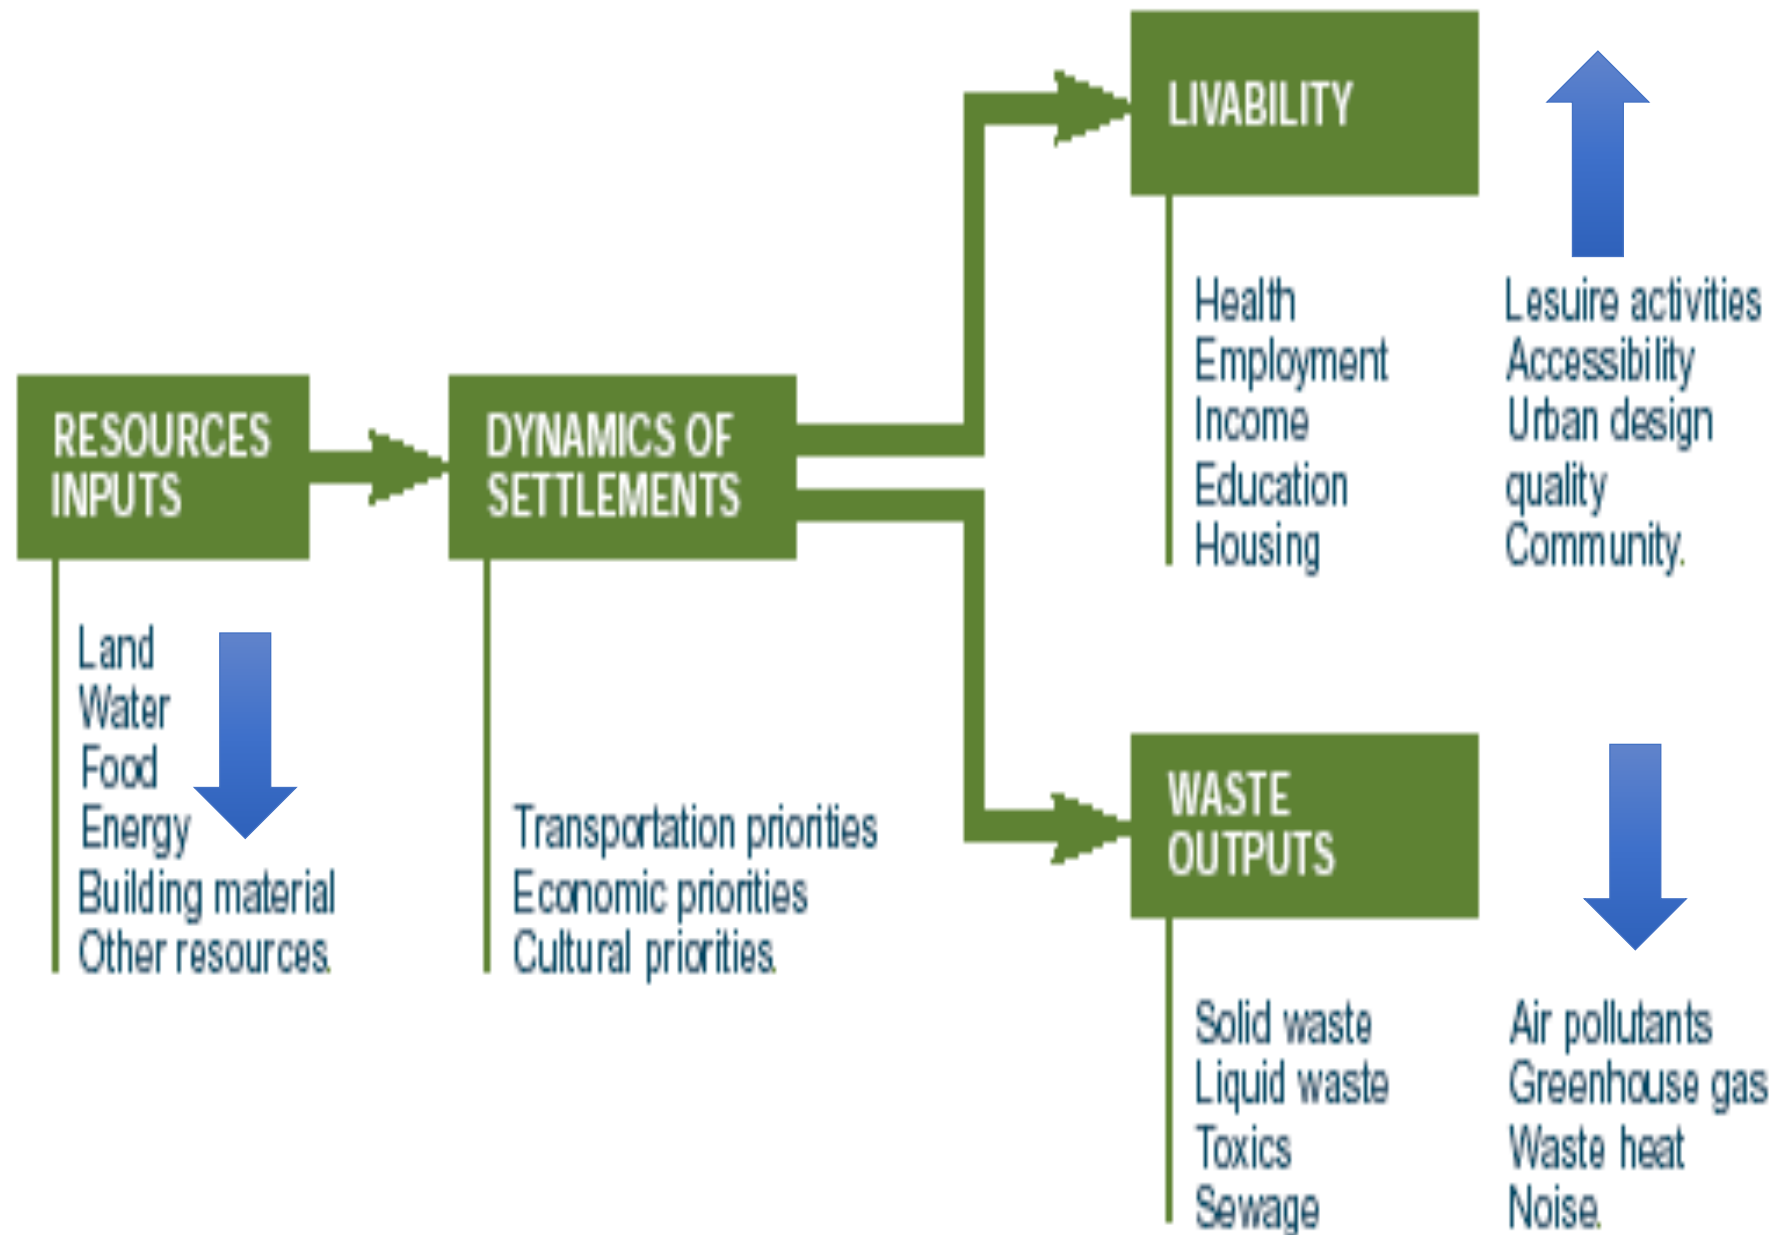 RESOURCES
INPUTS
Land
Water
Food
Energy
Building material
Other resources.
DYNAMICS OF
SETTLEMENTS
Transportation priorities
Economic priorities
Cultural priorities.
LIVABILITY
Health
Employment
Income
Education
Housing
Lesuire activities
Accessibility
Urban design
quality
Community.
WASTE
OUTPUTS
Solid waste
Liquid waste
Toxics
Sewage
Air pollutants
Greenhouse gas
Waste heat
Noise.